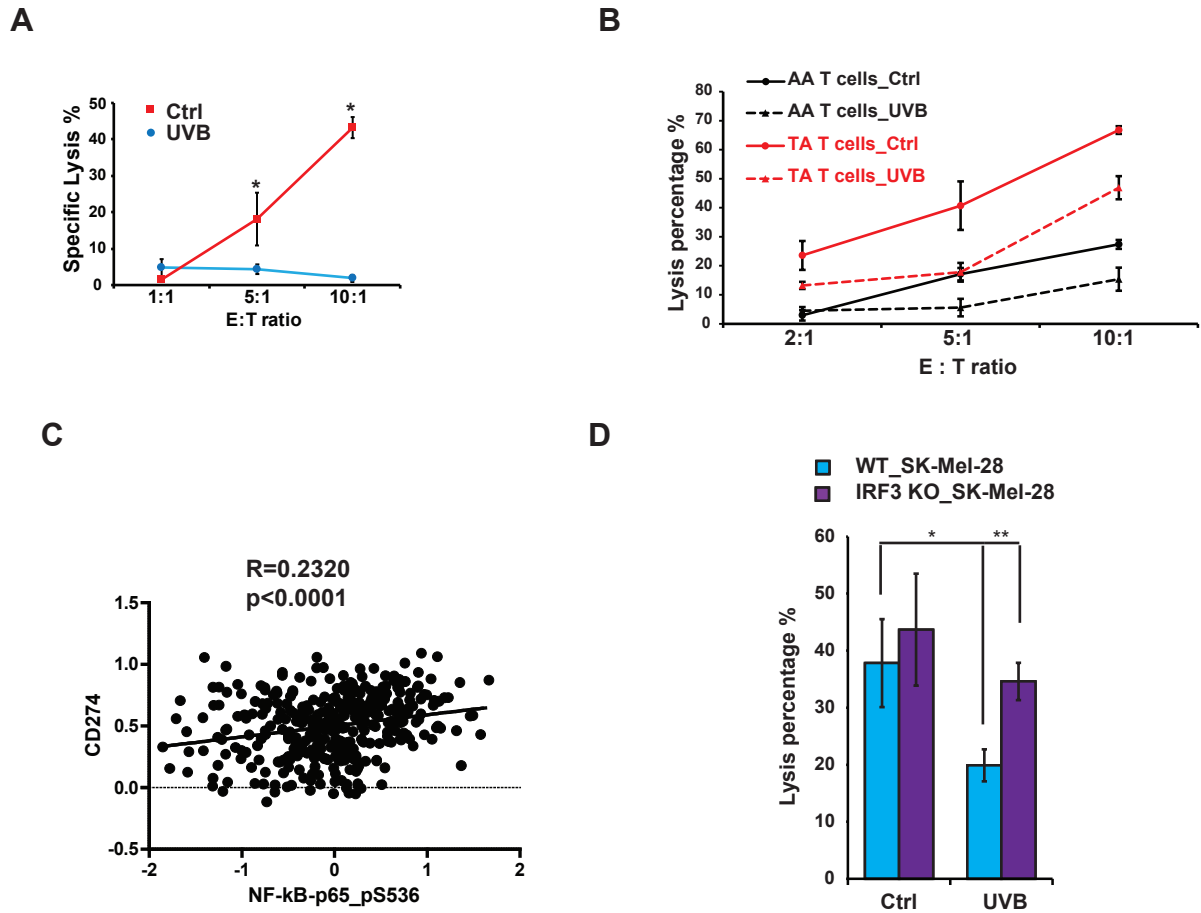 A
Ctrl
UVB
Specific Lysis %
50
40
30
20
10
0
*
*
1:1
5:1
10:1
E:T ratio
B
AA T cells_Ctrl
AA T cells_UVB
TA T cells_Ctrl
TA T cells_UVB
Lysis percentage %
80
70
60
50
40
30
20
10
0
2:1
5:1
10:1
E : T ratio
C
R=0.2320
p<0.0001
CD274
1.5
1.0
0.5
0.0
-0.5
-2
-1
0
1
2
NF-kB-p65_pS536
D
WT_SK-Mel-28
IRF3 KO_SK-Mel-28
Lysis percentage %
60
50
40
30
20
10
0
*
**
Ctrl
UVB